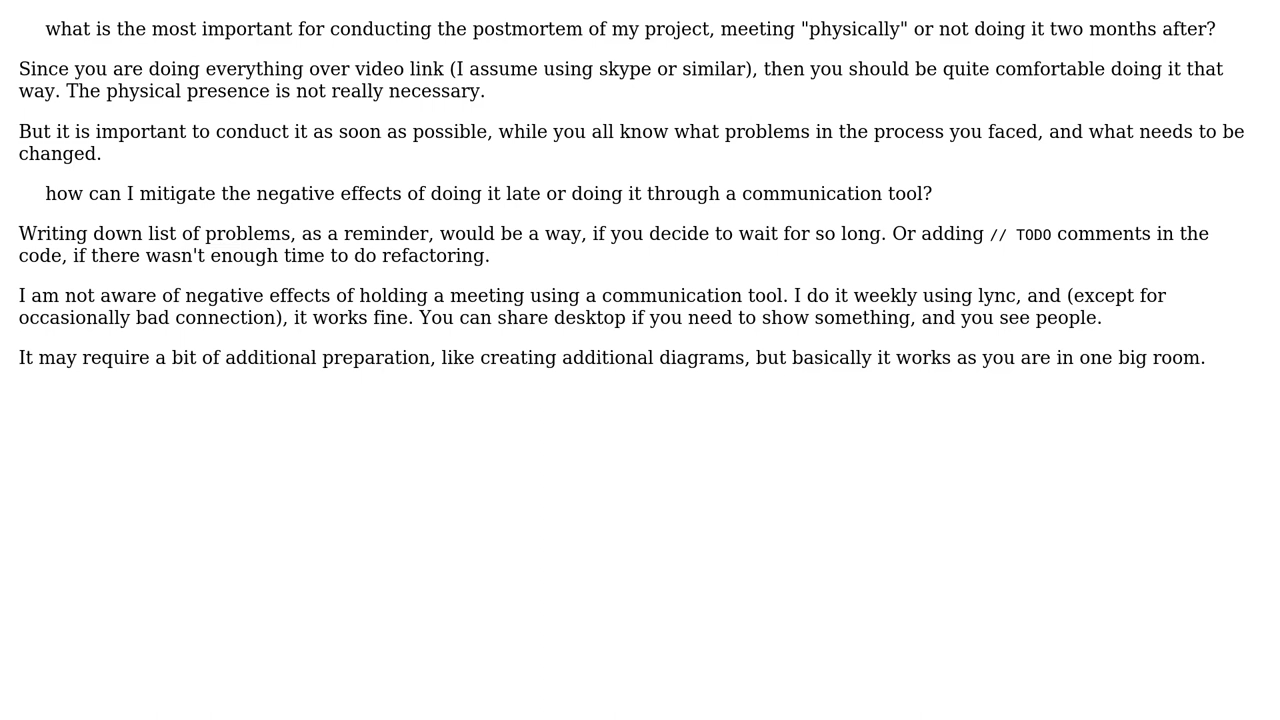 what is the most important for conducting the postmortem of my project, meeting "physically" or not doing it two months after?
Since you are doing everything over video link (I assume using skype or similar), then you should be quite comfortable doing it that
way. The physical presence is not really necessary.
But it is important to conduct it as soon as possible, while you all know what problems in the process you faced, and what needs to be
changed.
how can I mitigate the negative effects of doing it late or doing it through a communication tool?
Writing down list of problems, as a reminder, would be a way, if you decide to wait for so long. Or adding // TODO comments in the
code, if there wasn't enough time to do refactoring.
I am not aware of negative effects of holding a meeting using a communication tool. I do it weekly using lync, and (except for
occasionally bad connection), it works fine. You can share desktop if you need to show something, and you see people.
It may require a bit of additional preparation, like creating additional diagrams, but basically it works as you are in one big room.